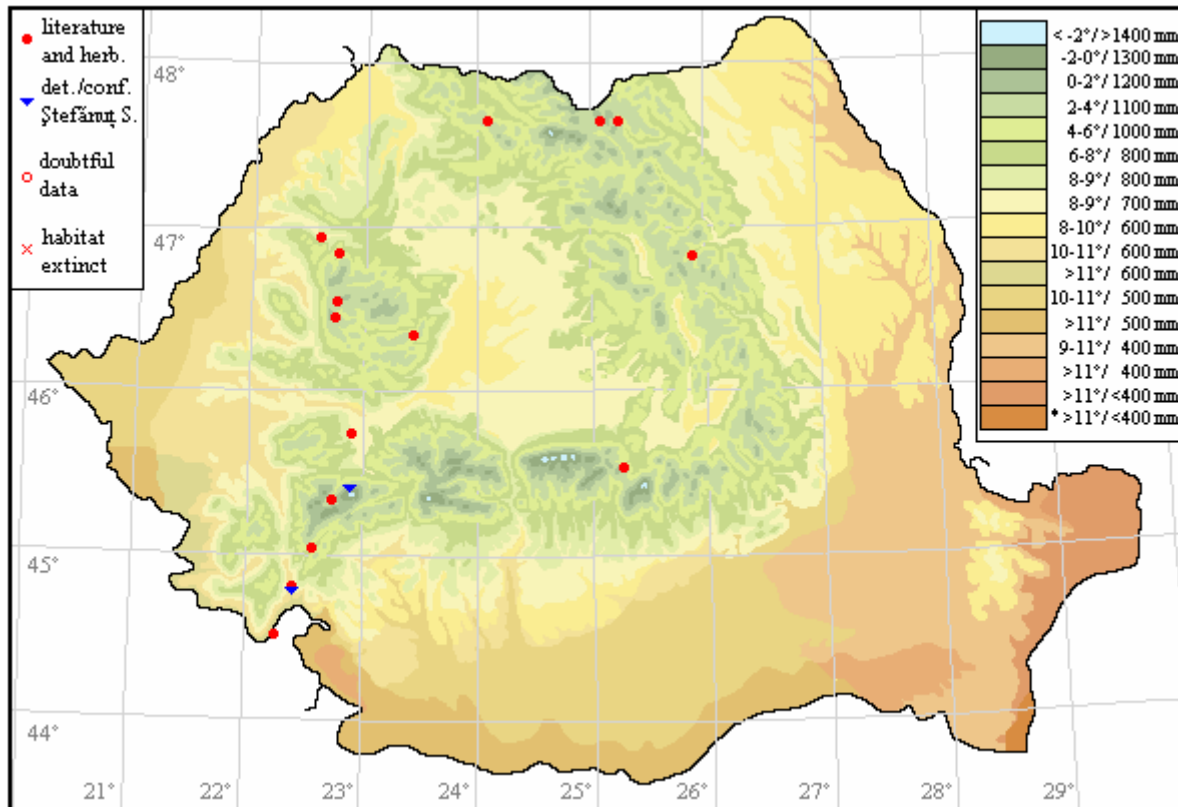 literature
and herb.
det./conf.
Ştefănuţ S.
doubtful
data
habitat
extinct
< -2°/>1400 mm
-2-0°/ 1300 mm
0-2°/ 1200 mm
2-4°/ 1100 mm
4-6°/ 1000 mm
6-8°/ 800 mm
8-9°/ 800 mm
8-9°/ 700 mm
8-10°/ 600 mm
10-11°/ 600 mm
>11°/ 600 mm
10-11°/ 500 mm
>11°/ 500 mm
9-11°/ 400 mm
>11°/ 400 mm
>11°/<400 mm
* >11°/<400 mm
48°
47°
46°
45°
44°
21° 22° 23° 24° 25° 26° 27° 28° 29°